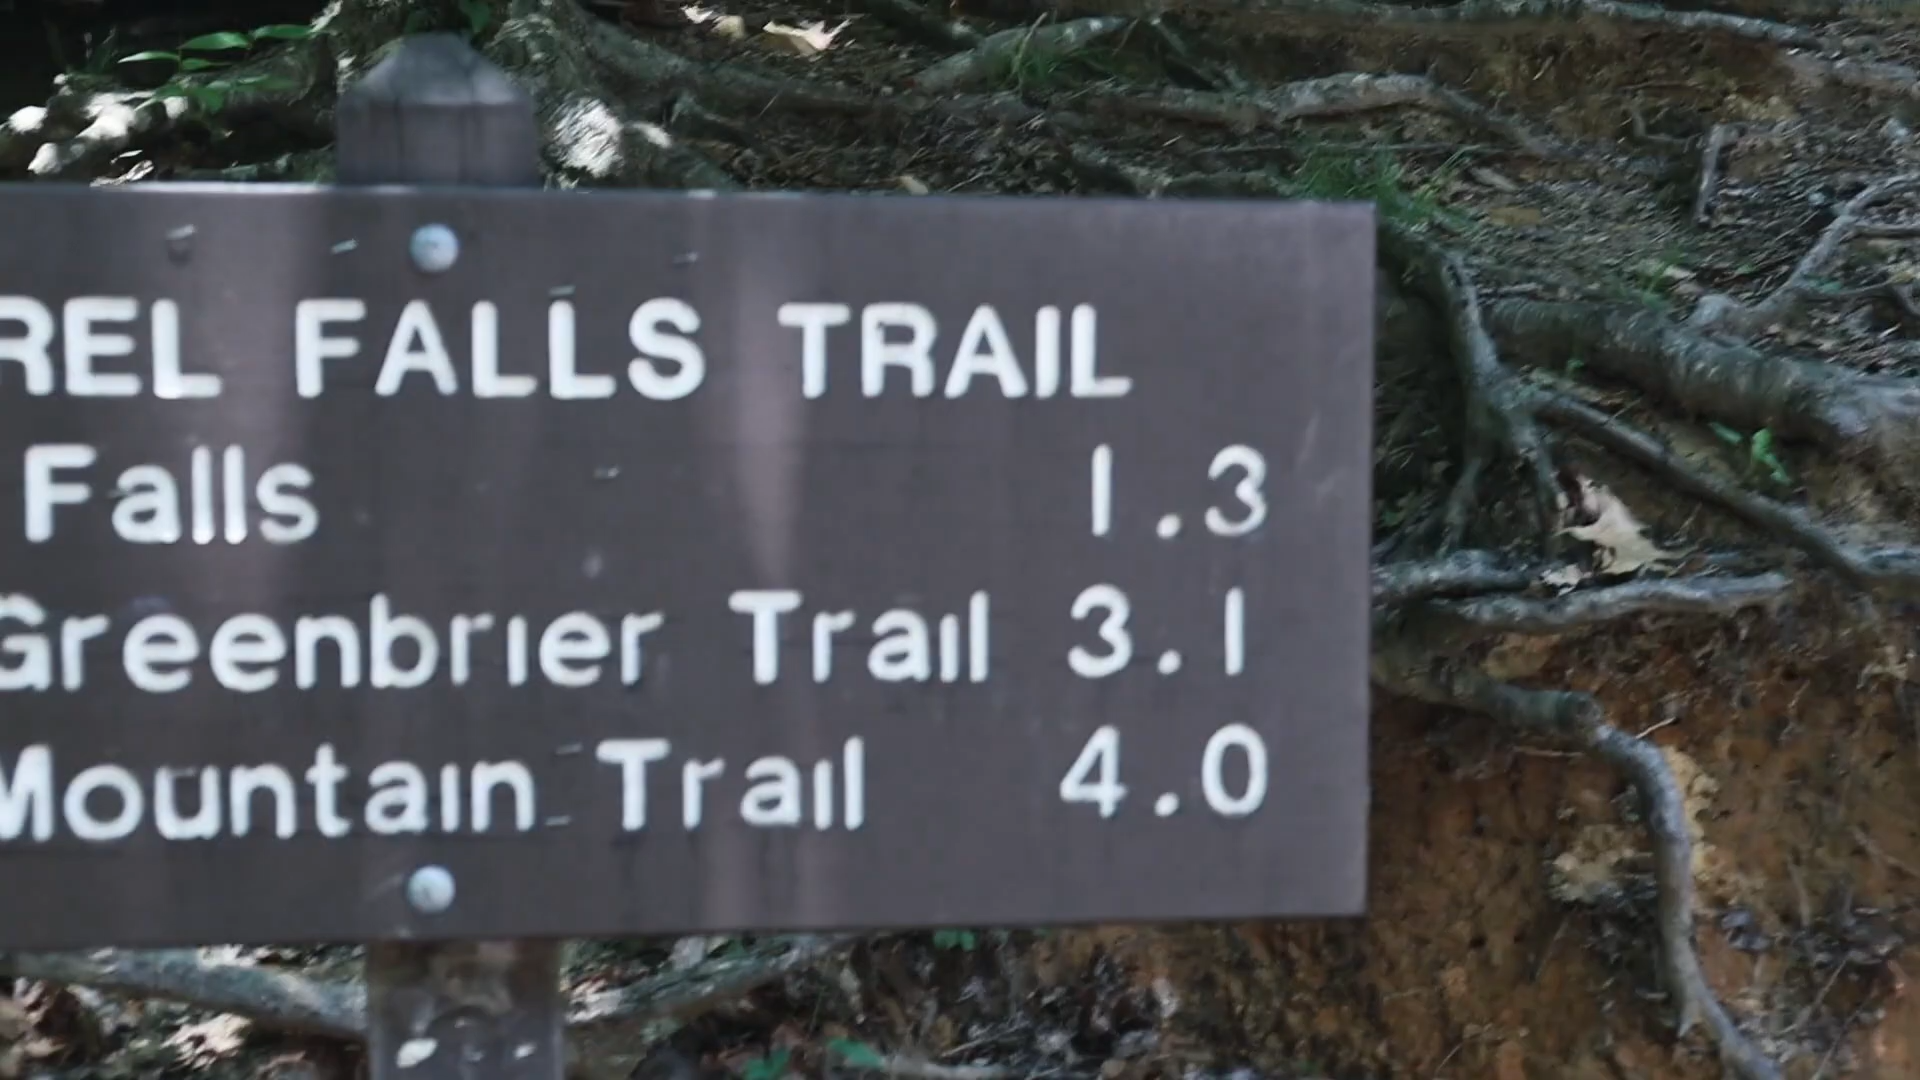 REL FALLS TRAIL
Falls 1.3
Greenbrier Trail 3.1
Mountain Trail 4.0